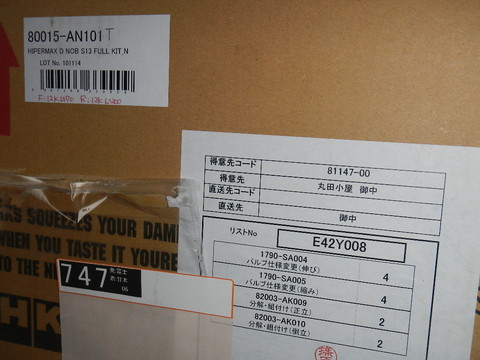 80015-AN101 T
HIPERMAX D NOB S13 FULL KIT_N
LOT No. 101114
得意先コード 81147-00
得意先 丸田小屋 御中
直送先コード
直送先 御中
リストNo E42Y008
1790-SA004
バルブ仕様変更(伸び) 4
1790-SA005
バルブ仕様変更(縮み) 4
82003-AK009
分解・組付け(正立) 2
82003-AK010
分解・組付け(倒立) 2
SQUEEZES YOUR
WHEN YOU TASTE IT YOU
TO THE
747
06
HK